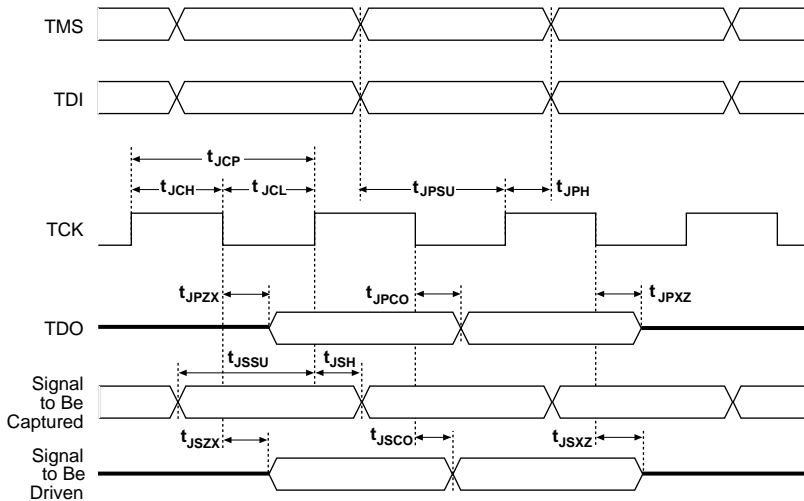 TMS
TDI
tJCP
tJCH
tJCL
tJPSU
tJPH
TCK
tJPZX
tJPCO
tJPXZ
TDO
tJSSU
tJSH
Signal
to Be
Captured
tJSZX
tJSCO
tJSXZ
Signal
to Be
Driven